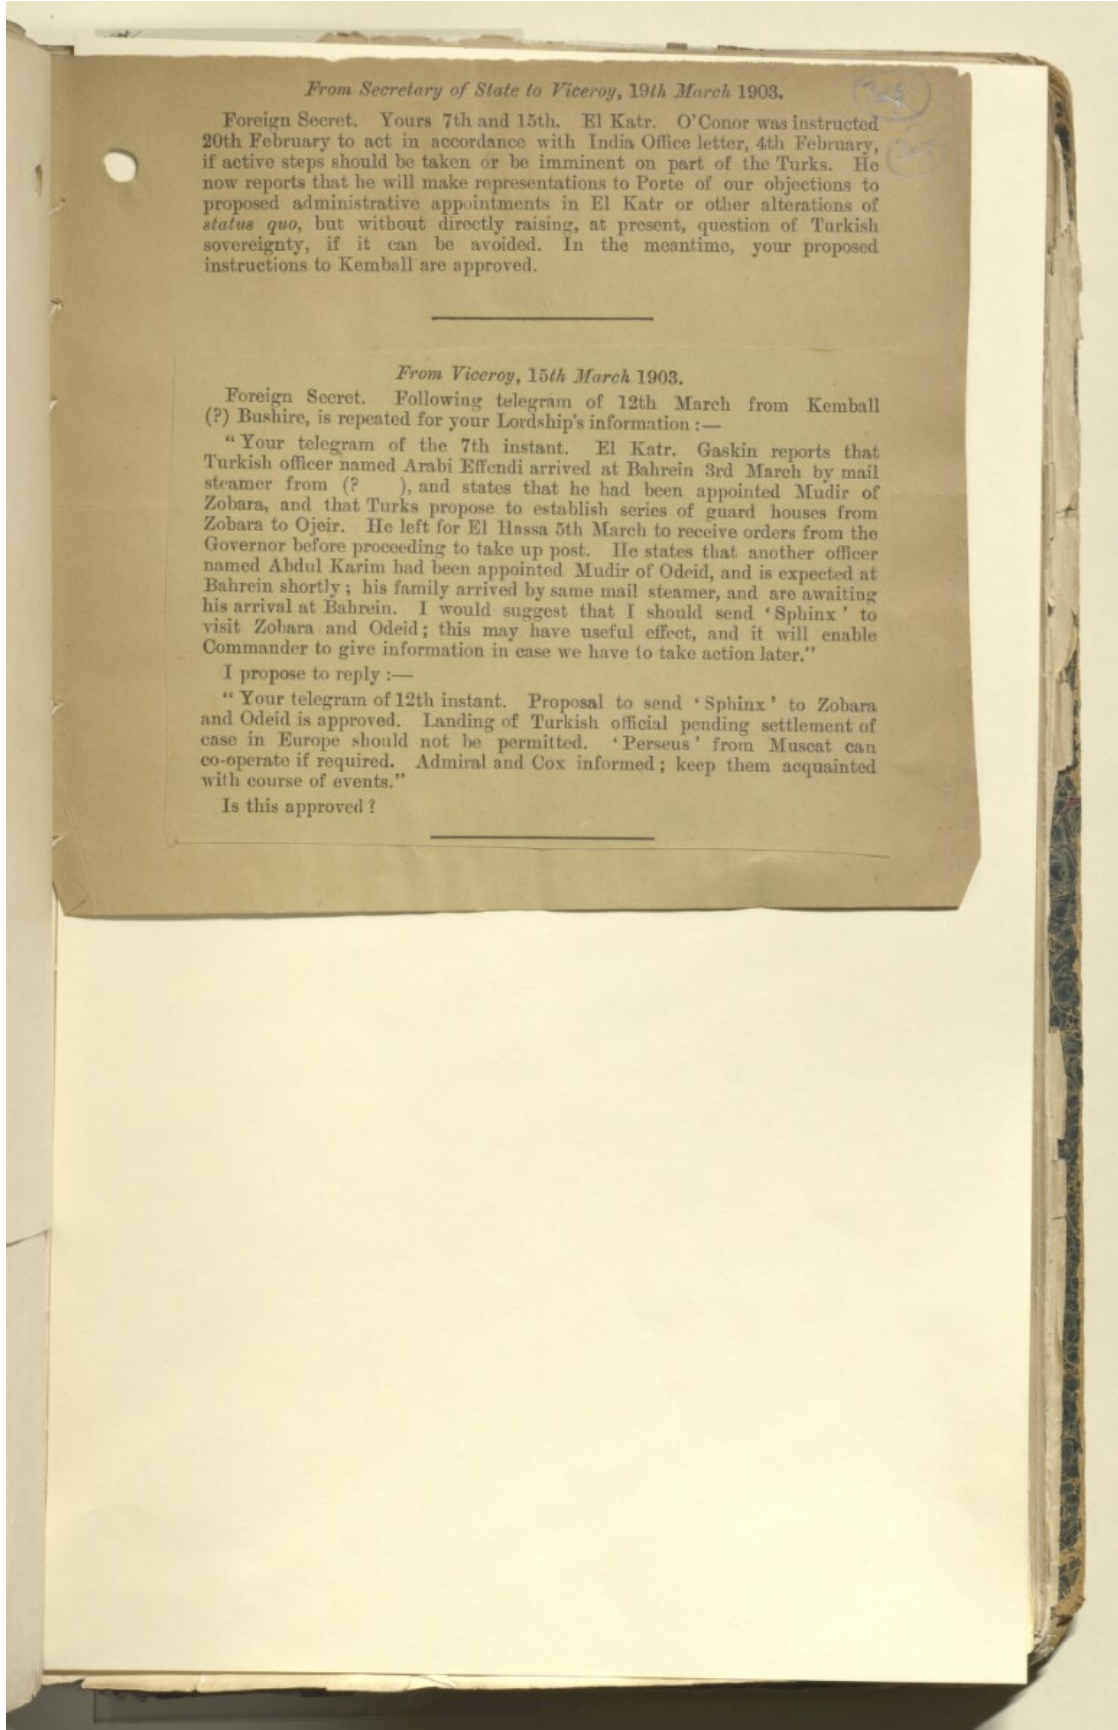 From Secretary of State to Viceroy, 19th March 1903.
Foreign Secret. Yours 7th and 15th. El Katr. O'Conor was instructed
20th February to act in accordance with India Office letter, 4th February,
if active steps should be taken or be imminent on part of the Turks. He
now reports that he will make representations to Porte of our objections to
proposed administrative appointments in El Katr or other alterations of
status quo, but without directly raising, at present, question of Turkish
sovereignty, if it can be avoided. In the meantime, your proposed
instructions to Kemball are approved.
From Viceroy, 15th March 1903.
Foreign Secret. Following telegram of 12th March from Kemball
(?) Bushire, is repeated for your Lordship's information :—
" Your telegram of the 7th instant. El Katr. Gaskin reports that
Turkish officer named Arabi Effendi arrived at Bahrein 3rd March by mail
steamer from (? ), and states that he had been appointed Mudir of
Zobara, and that Turks propose to establish series of guard houses from
Zobara to Ojeir. He left for El Hassa 5th March to receive orders from the
Governor before proceeding to take up post. He states that another officer
named Abdul Karim had been appointed Mudir of Odeid, and is expected at
Bahrein shortly ; his family arrived by same mail steamer, and are awaiting
his arrival at Bahrein. I would suggest that I should send ' Sphinx ' to
visit Zobara and Odeid ; this may have useful effect, and it will enable
Commander to give information in case we have to take action later."
I propose to reply :—
" Your telegram of 12th instant. Proposal to send ' Sphinx ' to Zobara
and Odeid is approved. Landing of Turkish official pending settlement of
case in Europe should not be permitted. ' Perseus ' from Muscat can
co-operate if required. Admiral and Cox informed ; keep them acquainted
with course of events."
Is this approved ?